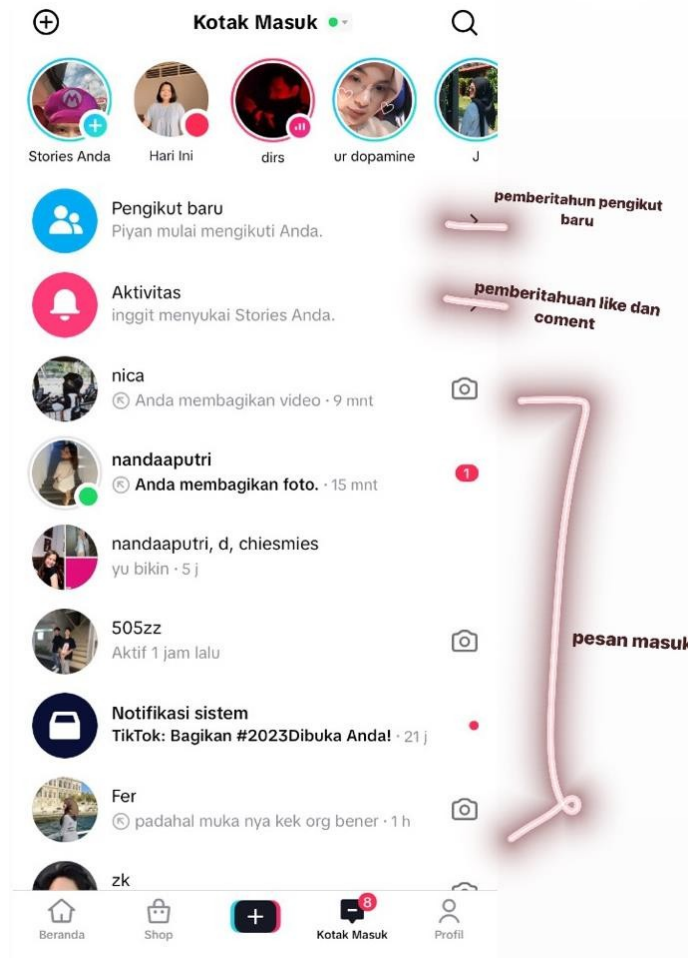 Kotak Masuk
Stories Anda
Hari Ini
dirs
ur dopamine
J
Pengikut baru
Piyan mulai mengikuti Anda.
pemberitahun pengikut
baru
Aktivitas
inggit menyukai Stories Anda.
pemberitahuan like dan
coment
nica
Anda membagikan video · 9 mnt
nandaaputri
Anda membagikan foto. · 15 mnt
1
nandaaputri, d, chiesmies
yu bikin · 5 j
505zz
Aktif 1 jam lalu
pesan masuk
Notifikasi sistem
TikTok: Bagikan #2023Dibuka Anda! · 21 j
Fer
padahal muka nya kek org bener · 1 h
zk
8
Beranda
Shop
Kotak Masuk
Profil